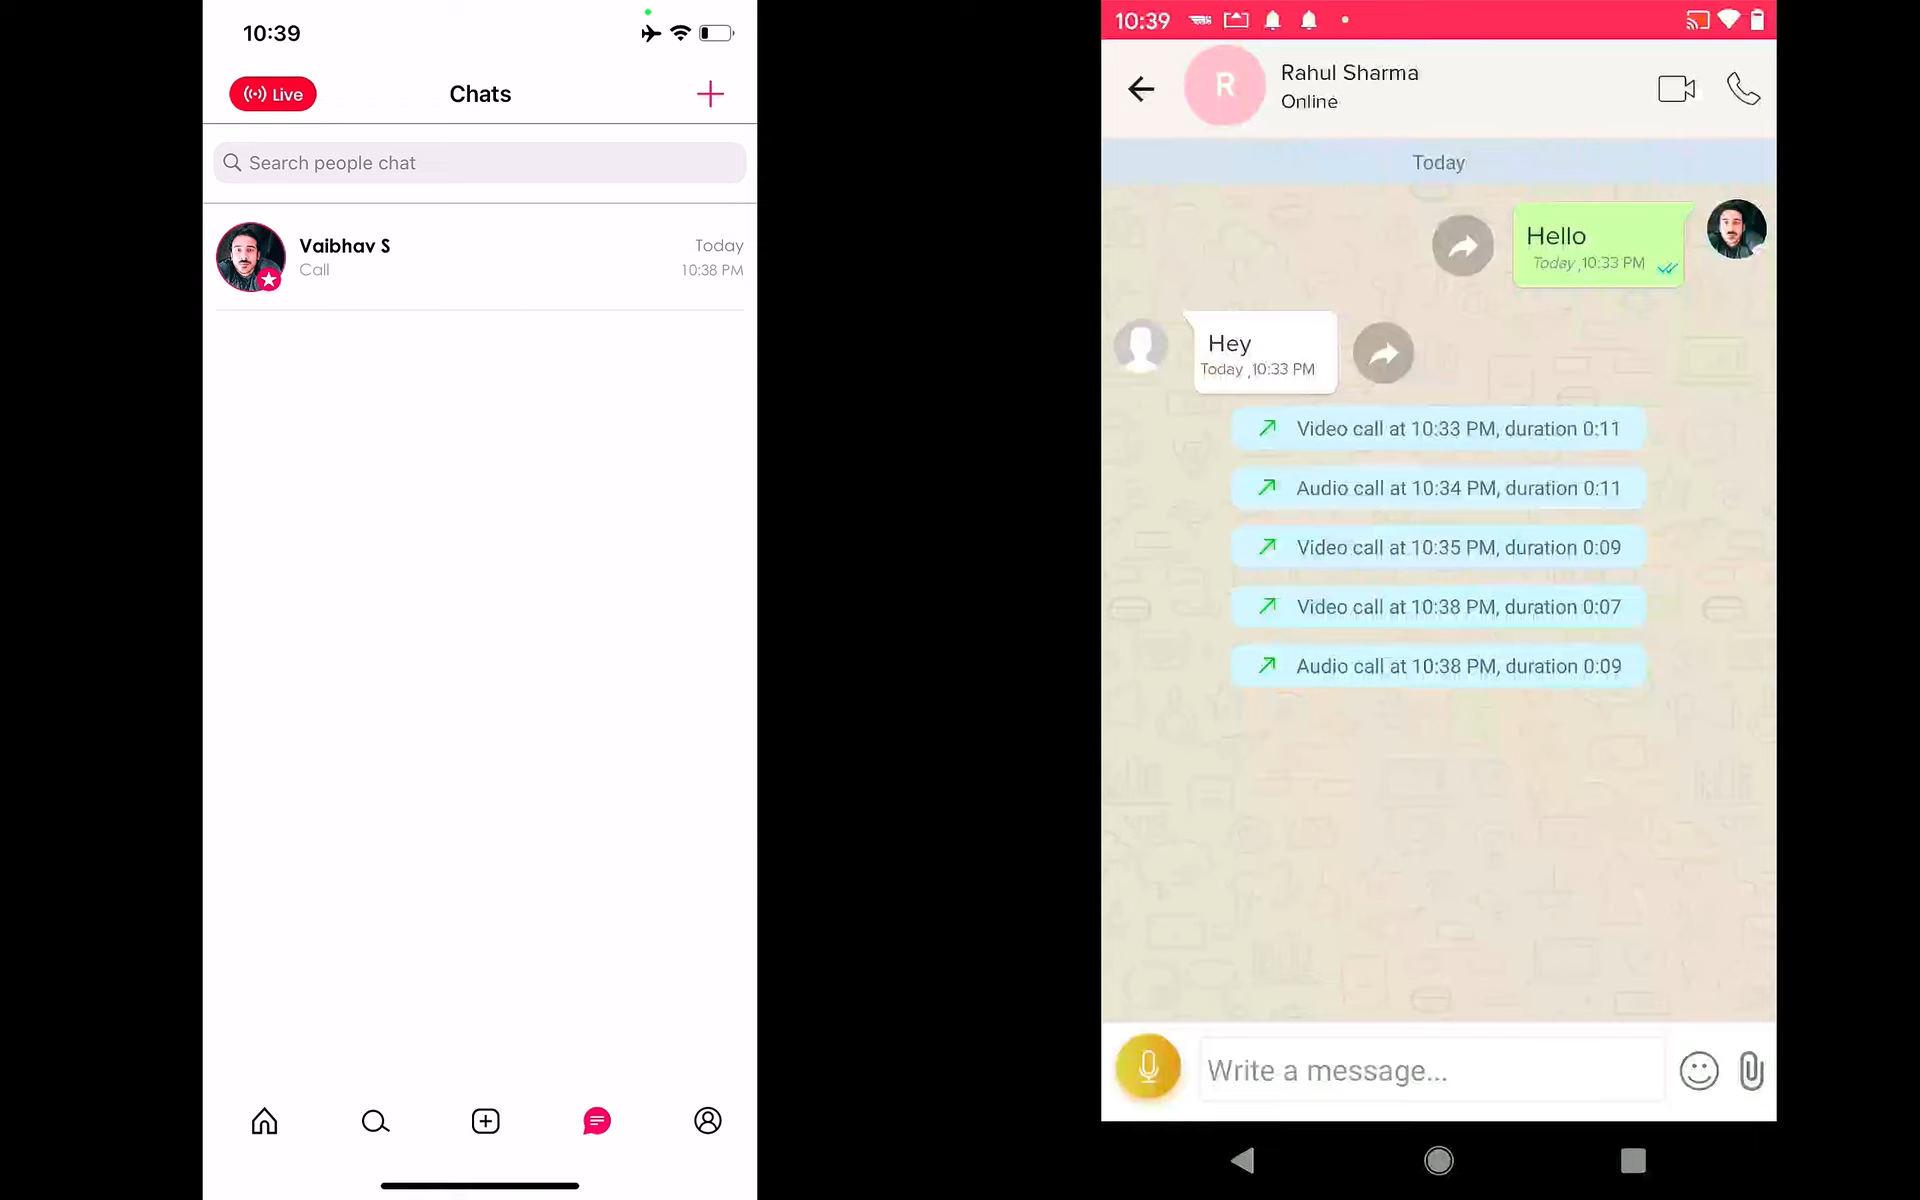 10:39
Live
Chats
Search people chat
Vaibhav S
Today
Call
10:38 PM
10:39
R
Rahul Sharma
Online
Today
Hello
Today ,10:33 PM
Hey
Today ,10:33 PM
Video call at 10:33 PM, duration 0:11
Audio call at 10:34 PM, duration 0:11
Video call at 10:35 PM, duration 0:09
Video call at 10:38 PM, duration 0:07
Audio call at 10:38 PM, duration 0:09
Write a message...